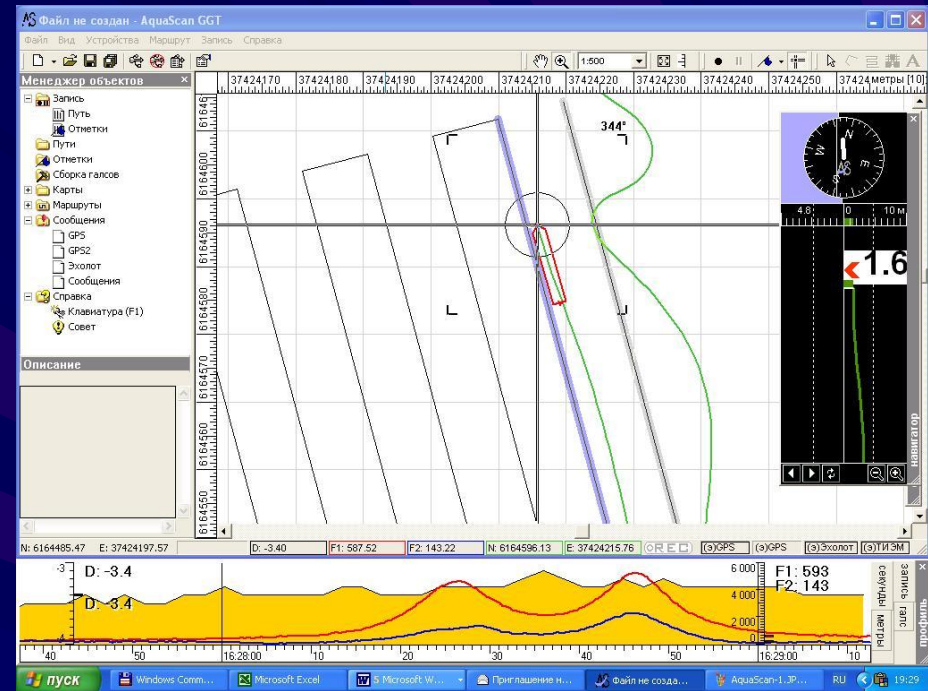 Файл не создан - AquaScan GGT
Файл Вид Устройства Маршрут Запись Справка
1:500
Менеджер объектов
Запись
Путь
Отметки
Пути
Отметки
Сборка галсов
Карты
Маршруты
Сообщения
GPS
GPS2
Эхолот
Сообщения
Справка
Клавиатура (F1)
Совет
Описание
37424170 37424180 37424190 37424200 37424210 37424220 37424230 37424240 37424250 37424 метры [10]
6164600
6164590
6164580
6164570
6164560
6164550
344°
N
E
S
W
4.8 0 10 м
1.6
навигатор
N: 6164485.47 E: 37424197.57 D: -3.40 F1: 587.52 F2: 143.22 N: 6164596.13 E: 37424215.76 (э)GPS (э)GPS (э)Эхолот (э)ТИЭМ
-3 D: -3.4
D: -3.4
-4
6 000
4 000
2 000
0
F1: 593
F2: 143
секунды метры
запись галс
профиль
'40 '50 16:28:00 '10 '20 '30 '40 '50 16:29:00 '10
пуск Windows Comm... Microsoft Excel 5 Microsoft W... Приглашение н... Файл не созда... AquaScan-1.JP... RU 19:29